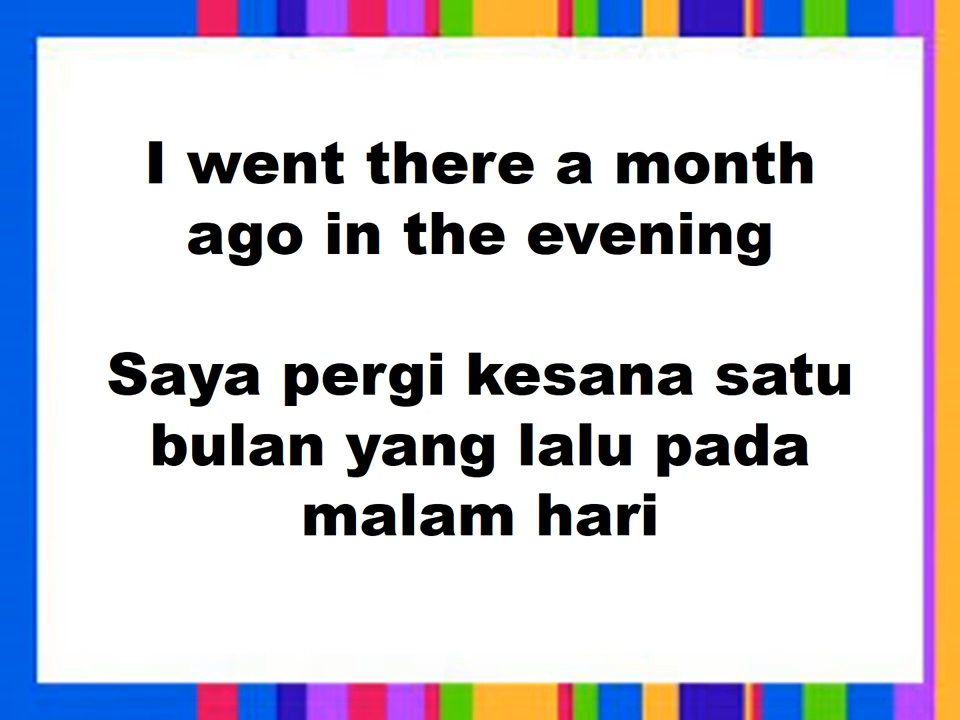 I went there a month
ago in the evening
Saya pergi kesana satu
bulan yang lalu pada
malam hari